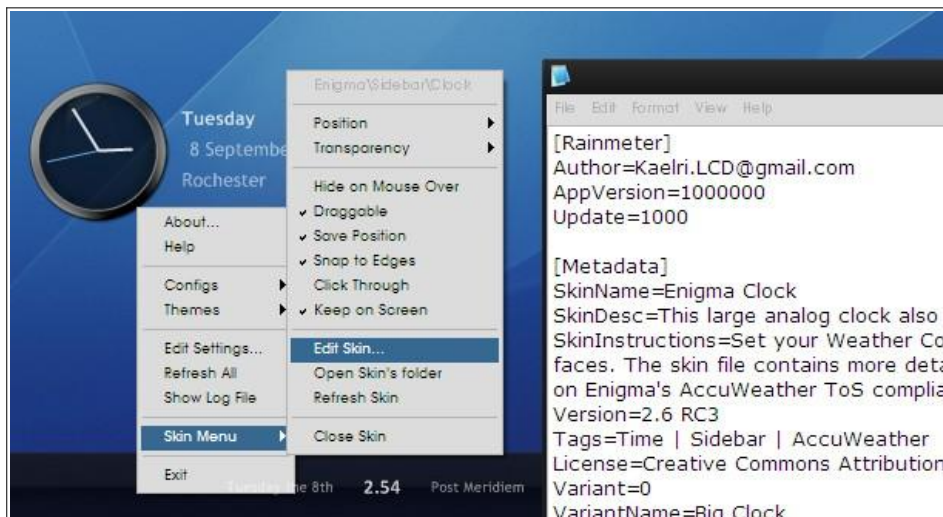 Tuesday
8 Septembe
Rochester
About...
Help
Configs
Themes
Edit Settings...
Refresh All
Show Log File
Skin Menu
Exit
Enigma\Sidebar\Clock
Position
Transparency
Hide on Mouse Over
Draggable
Save Position
Snap to Edges
Click Through
Keep on Screen
Edit Skin...
Open Skin's folder
Refresh Skin
Close Skin
Tuesday the 8th 2.54 Post Meridiem
File Edit Format View Help
[Rainmeter]
Author=Kaelri.LCD@gmail.com
AppVersion=1000000
Update=1000
[Metadata]
SkinName=Enigma Clock
SkinDesc=This large analog clock also
SkinInstructions=Set your Weather Co
faces. The skin file contains more deta
on Enigma's AccuWeather ToS complia
Version=2.6 RC3
Tags=Time | Sidebar | AccuWeather
License=Creative Commons Attribution
Variant=0
VariantName=Big Clock